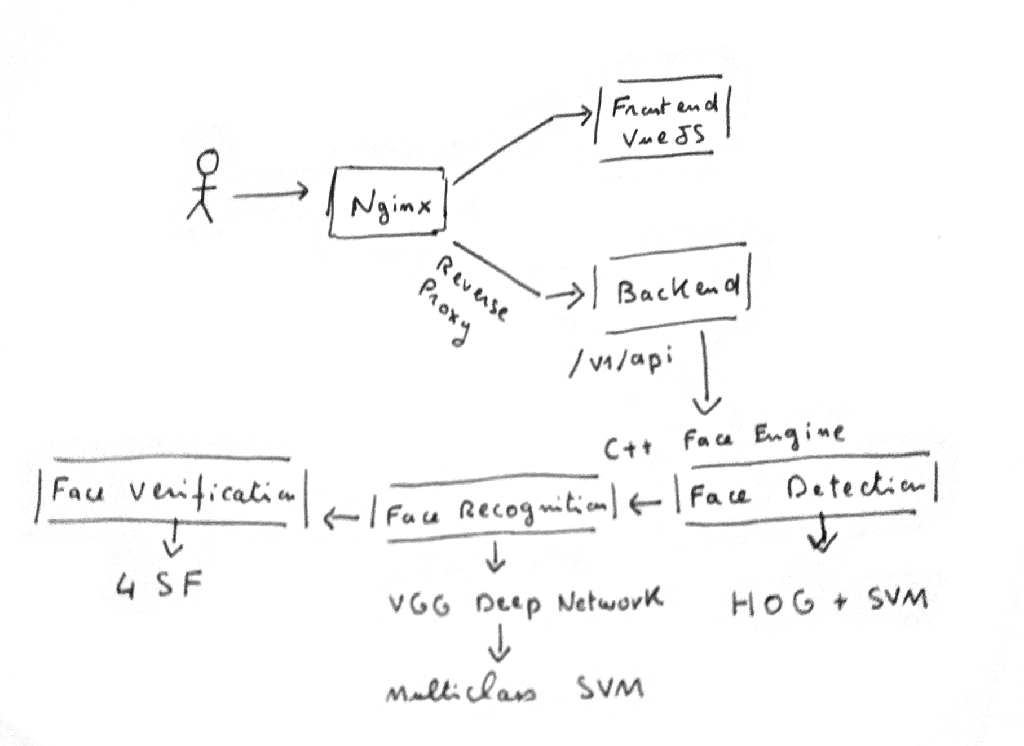 Frontend
VueJS
Nginx
Reverse
Proxy
Backend
/v1/api
C++ Face Engine
Face Verification
Face Recognition
Face Detection
4 SF
VGG Deep Network
HOG + SVM
Multiclass SVM